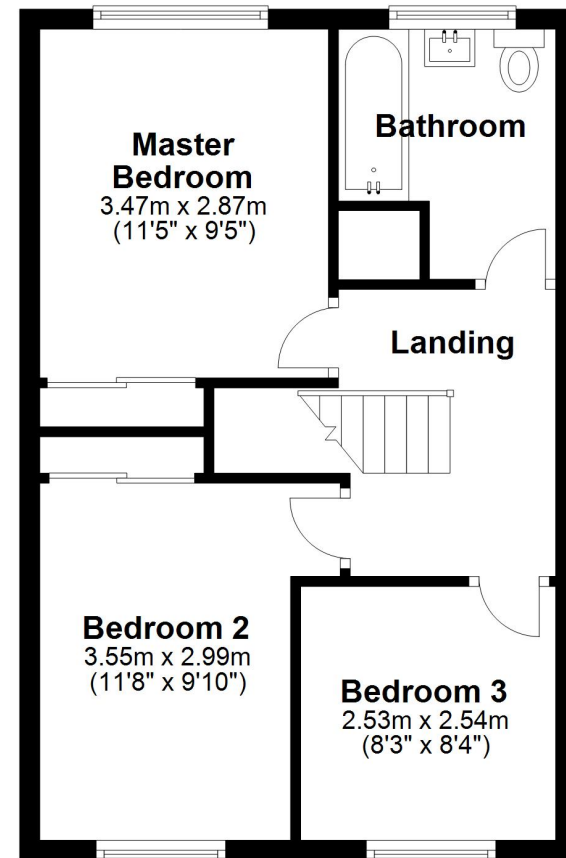 Master
Bedroom
3.47m x 2.87m
(11'5" x 9'5")
Bathroom
Landing
Bedroom 2
3.55m x 2.99m
(11'8" x 9'10")
Bedroom 3
2.53m x 2.54m
(8'3" x 8'4")